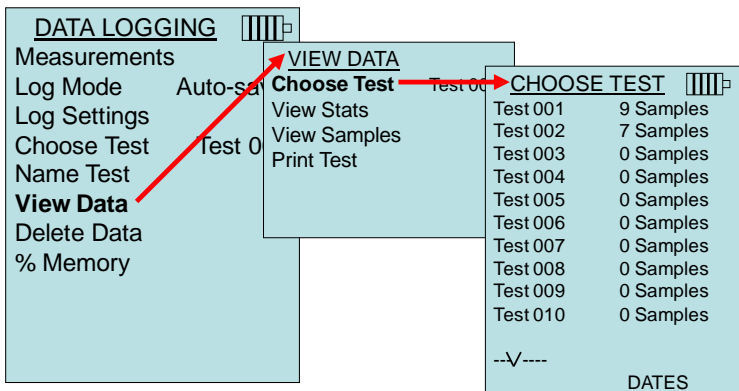 DATA LOGGING
Measurements
Log Mode Auto-sav
Log Settings
Choose Test Test 0
Name Test
View Data
Delete Data
% Memory
VIEW DATA
Choose Test Test 00
View Stats
View Samples
Print Test
CHOOSE TEST
Test 001 9 Samples
Test 002 7 Samples
Test 003 0 Samples
Test 004 0 Samples
Test 005 0 Samples
Test 006 0 Samples
Test 007 0 Samples
Test 008 0 Samples
Test 009 0 Samples
Test 010 0 Samples
--V----
DATES